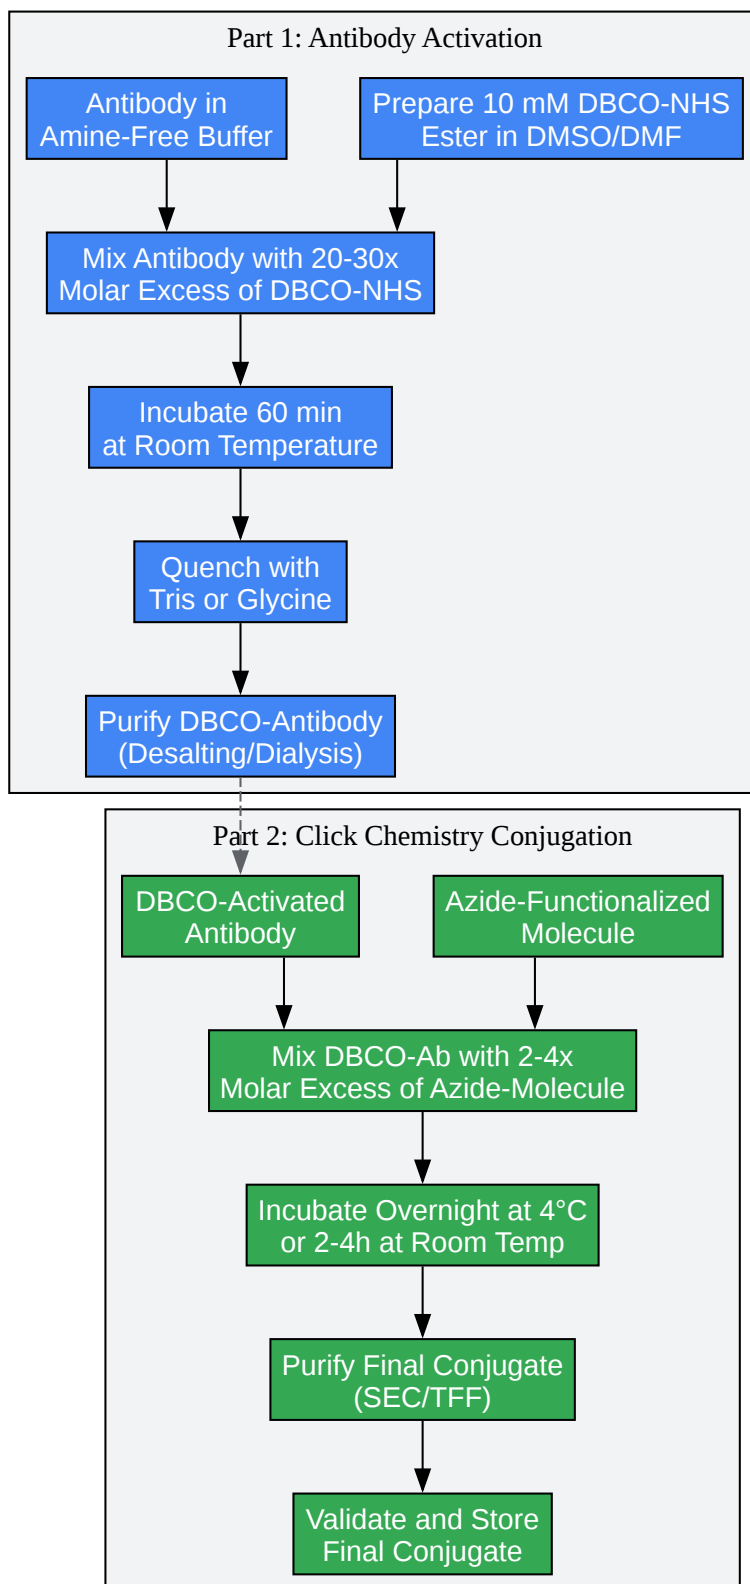 Part 1: Antibody Activation
Antibody in
Amine-Free Buffer
Prepare 10 mM DBCO-NHS
Ester in DMSO/DMF
Mix Antibody with 20-30x
Molar Excess of DBCO-NHS
Incubate 60 min
at Room Temperature
Quench with
Tris or Glycine
Purify DBCO-Antibody
(Desalting/Dialysis)
Part 2: Click Chemistry Conjugation
DBCO-Activated
Antibody
Azide-Functionalized
Molecule
Mix DBCO-Ab with 2-4x
Molar Excess of Azide-Molecule
Incubate Overnight at 4°C
or 2-4h at Room Temp
Purify Final Conjugate
(SEC/TFF)
Validate and Store
Final Conjugate